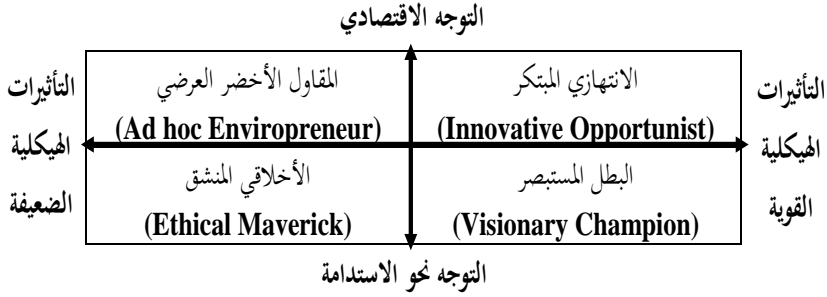 التوجه الاقتصادي
التأثيرات
الهيكلية
القوية
الانتهازي المبتكر
(Innovative Opportunist)
المقاول الأخضر العرضي
(Ad hoc Enviropreneur)
البطل المستبصر
(Visionary Champion)
الأخلاقي المنشق
(Ethical Maverick)
التأثيرات
الهيكلية
الضعيفة
التوجه نحو الاستدامة